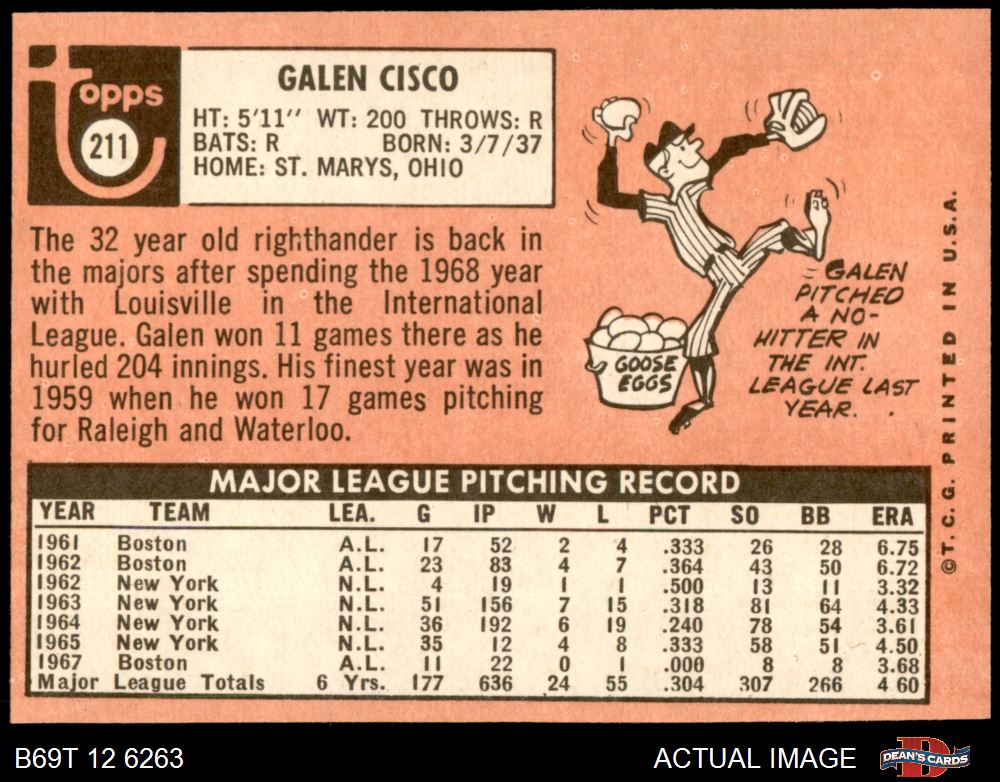 topps
211
GALEN CISCO
HT: 5'11" WT: 200 THROWS: R
BATS: R BORN: 3/7/37
HOME: ST. MARYS, OHIO
The 32 year old righthander is back in
the majors after spending the 1968 year
with Louisville in the International
League. Galen won 11 games there as he
hurled 204 innings. His finest year was in
1959 when he won 17 games pitching
for Raleigh and Waterloo.
GOOSE
EGGS
GALEN
PITCHED
A NO-
HITTER IN
THE INT.
LEAGUE LAST
YEAR.
©T. C. G. PRINTED IN U.S.A.
MAJOR LEAGUE PITCHING RECORD
YEAR TEAM LEA. G IP W L PCT SO BB ERA
1961 Boston A.L. 17 52 2 4 .333 26 28 6.75
1962 Boston A.L. 23 83 4 7 .364 43 50 6.72
1962 New York N.L. 4 19 1 1 .500 13 11 3.32
1963 New York N.L. 51 156 7 15 .318 81 64 4.33
1964 New York N.L. 36 192 6 19 .240 78 54 3.61
1965 New York N.L. 35 12 4 8 .333 58 51 4.50
1967 Boston A.L. 11 22 0 1 .000 8 8 3.68
Major League Totals 6 Yrs. 177 636 24 55 .304 307 266 4 60
B69T 12 6263
ACTUAL IMAGE
DEAN'S CARDS